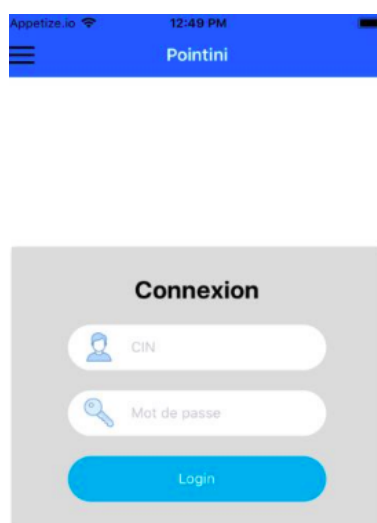 Appetize.io 12:49 PM
Pointini
Connexion
CIN
Mot de passe
Login